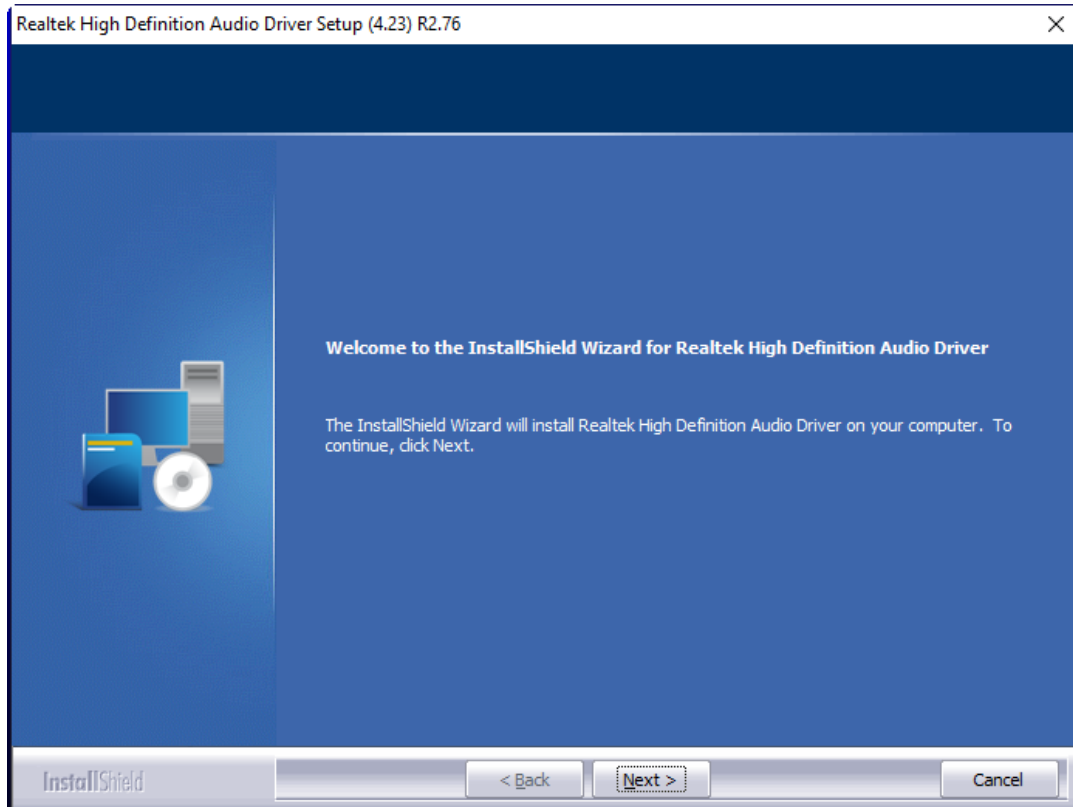 Realtek High Definition Audio Driver Setup (4.23) R2.76
Welcome to the InstallShield Wizard for Realtek High Definition Audio Driver
The InstallShield Wizard will install Realtek High Definition Audio Driver on your computer.  To
continue, click Next.
InstallShield
< Back
Next >
Cancel